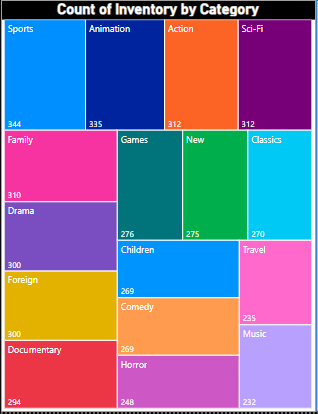 Count of Inventory by Category
Sports
344
Animation
335
Action
312
Sci-Fi
312
Family
310
Drama
300
Foreign
300
Documentary
294
Games
276
New
275
Classics
270
Children
269
Comedy
269
Horror
248
Travel
235
Music
232